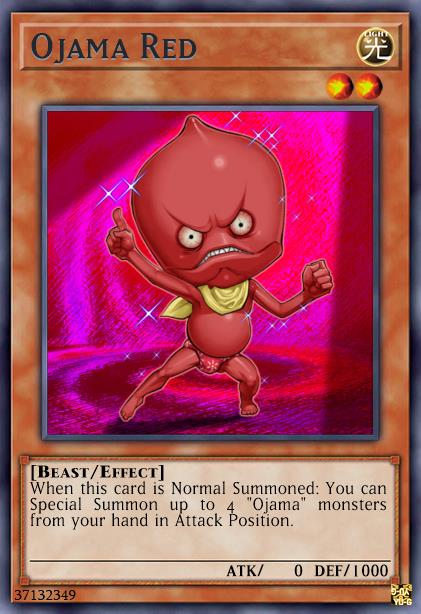 OJAMA RED
LIGHT
光
[BEAST/EFFECT]
When this card is Normal Summoned: You can
Special Summon up to 4 "Ojama" monsters
from your hand in Attack Position.
ATK/ 0 DEF/1000
37132349